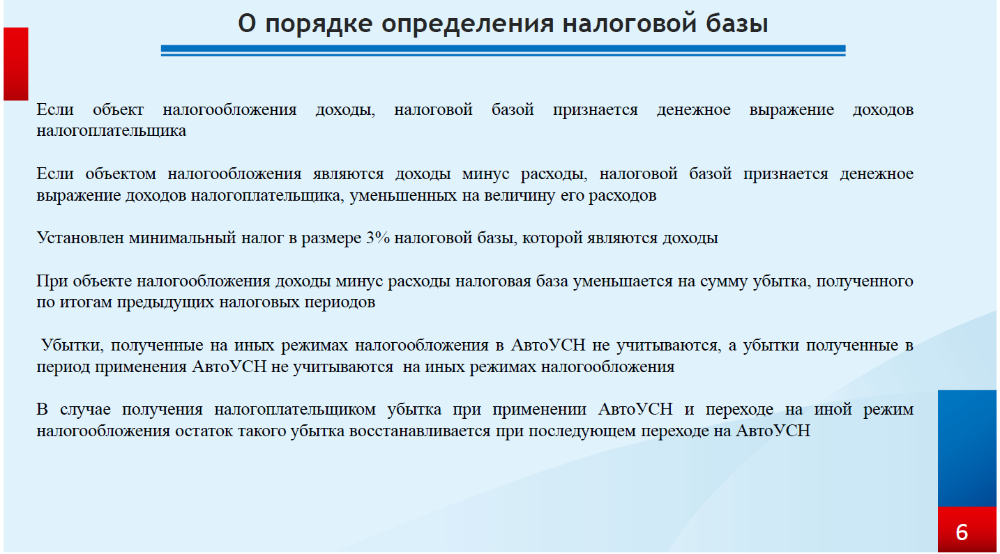 О порядке определения налоговой базы
Если объект налогообложения доходы, налоговой базой признается денежное выражение доходов
налогоплательщика
Если объектом налогообложения являются доходы минус расходы, налоговой базой признается денежное
выражение доходов налогоплательщика, уменьшенных на величину его расходов
Установлен минимальный налог в размере 3% налоговой базы, которой являются доходы
При объекте налогообложения доходы минус расходы налоговая база уменьшается на сумму убытка, полученного
по итогам предыдущих налоговых периодов
Убытки, полученные на иных режимах налогообложения в АвтоУСН не учитываются, а убытки полученные в
период применения АвтоУСН не учитываются на иных режимах налогообложения
В случае получения налогоплательщиком убытка при применении АвтоУСН и переходе на иной режим
налогообложения остаток такого убытка восстанавливается при последующем переходе на АвтоУСН
6